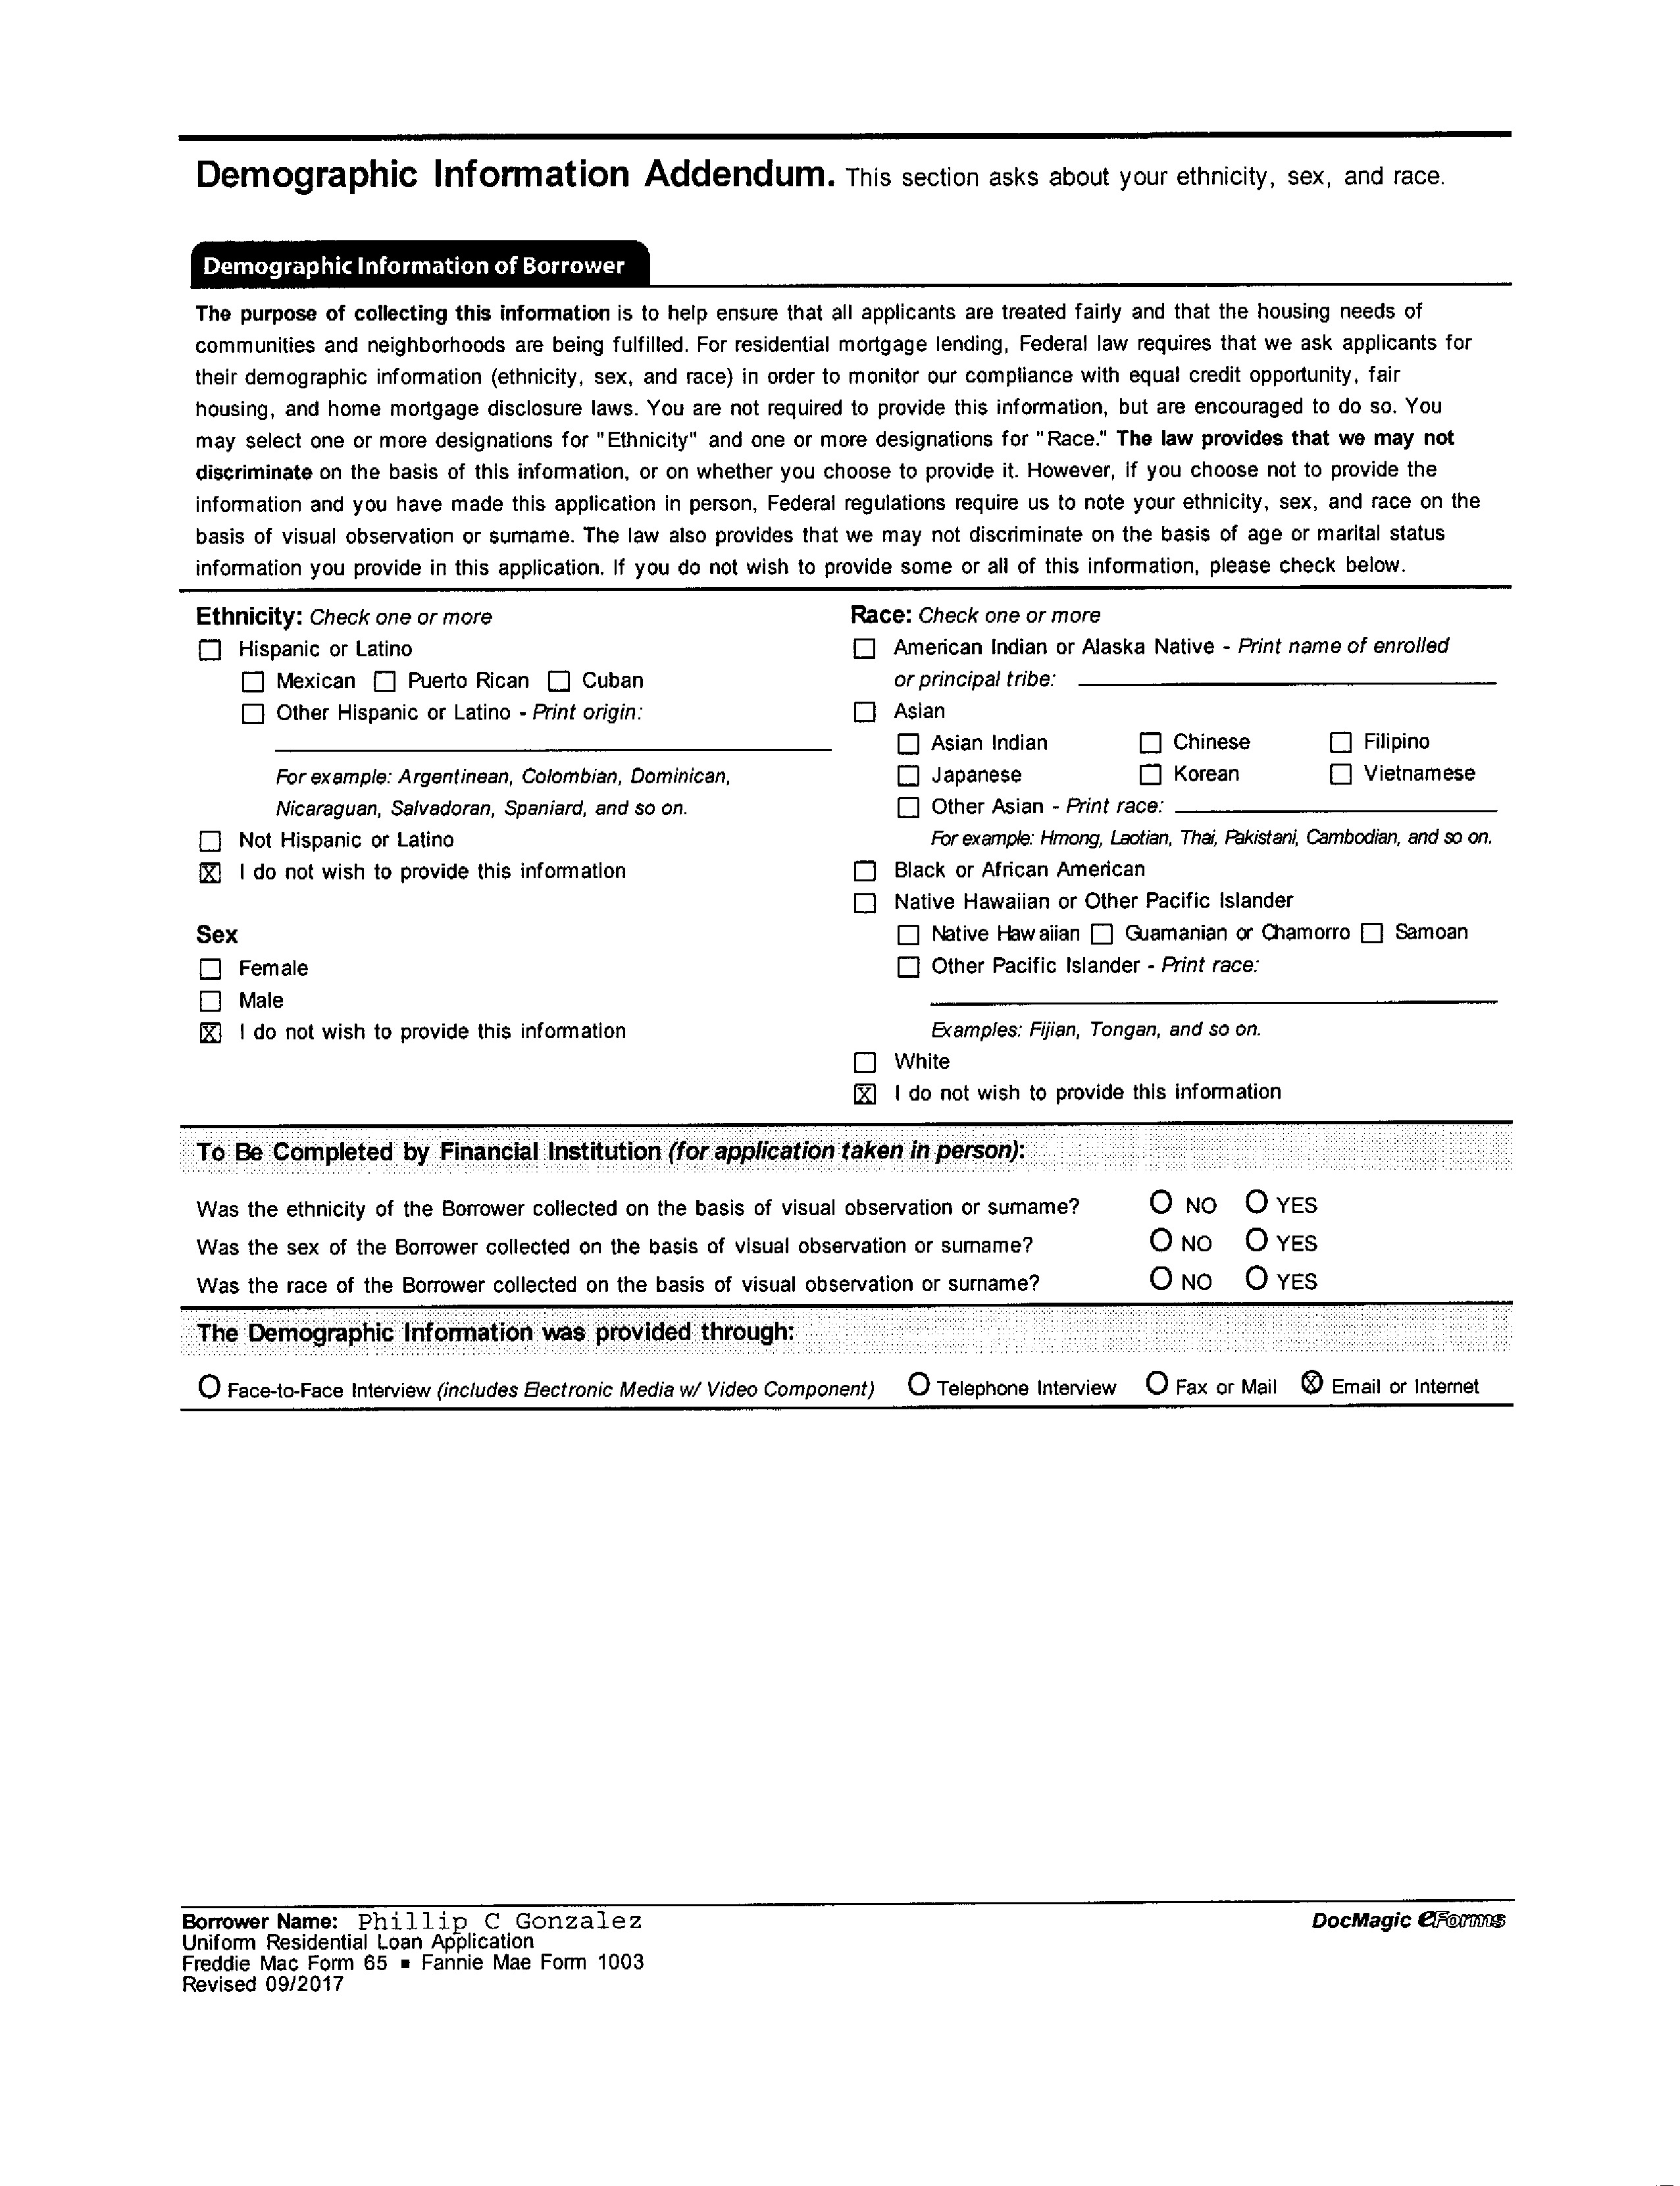 Demographic Information Addendum. This section asks about your ethnicity, sex, and race.
Demographic Information of Borrower
The purpose of collecting this information is to help ensure that all applicants are treated fairly and that the housing needs of
communities and neighborhoods are being fulfilled. For residential mortgage lending, Federal law requires that we ask applicants for
their demographic information (ethnicity, sex, and race) in order to monitor our compliance with equal credit opportunity, fair
housing, and home mortgage disclosure laws. You are not required to provide this information, but are encouraged to do so. You
may select one or more designations for "Ethnicity" and one or more designations for "Race." The law provides that we may not
discriminate on the basis of this information, or on whether you choose to provide it. However, if you choose not to provide the
information and you have made this application in person, Federal regulations require us to note your ethnicity, sex, and race on the
basis of visual observation or surname. The law also provides that we may not discriminate on the basis of age or marital status
information you provide in this application. If you do not wish to provide some or all of this information, please check below.
Ethnicity: Check one or more
☐ Hispanic or Latino
☐ Mexican ☐ Puerto Rican ☐ Cuban
☐ Other Hispanic or Latino - Print origin:
For example: Argentinean, Colombian, Dominican,
Nicaraguan, Salvadoran, Spaniard, and so on.
☐ Not Hispanic or Latino
☒ I do not wish to provide this information
Sex
☐ Female
☐ Male
☒ I do not wish to provide this information
Race: Check one or more
☐ American Indian or Alaska Native - Print name of enrolled
or principal tribe:
☐ Asian
☐ Asian Indian ☐ Chinese ☐ Filipino
☐ Japanese ☐ Korean ☐ Vietnamese
☐ Other Asian - Print race:
For example: Hmong, Laotian, Thai, Pakistani, Cambodian, and so on.
☐ Black or African American
☐ Native Hawaiian or Other Pacific Islander
☐ Native Hawaiian ☐ Guamanian or Chamorro ☐ Samoan
☐ Other Pacific Islander - Print race:
Examples: Fijian, Tongan, and so on.
☐ White
☒ I do not wish to provide this information
To Be Completed by Financial Institution (for application taken in person):
Was the ethnicity of the Borrower collected on the basis of visual observation or surname? ○ NO ○ YES
Was the sex of the Borrower collected on the basis of visual observation or surname? ○ NO ○ YES
Was the race of the Borrower collected on the basis of visual observation or surname? ○ NO ○ YES
The Demographic Information was provided through:
○ Face-to-Face Interview (includes Electronic Media w/ Video Component) ○ Telephone Interview ○ Fax or Mail ⊗ Email or Internet
Borrower Name: Phillip C Gonzalez
Uniform Residential Loan Application
Freddie Mac Form 65 ▪ Fannie Mae Form 1003
Revised 09/2017
DocMagic eForms